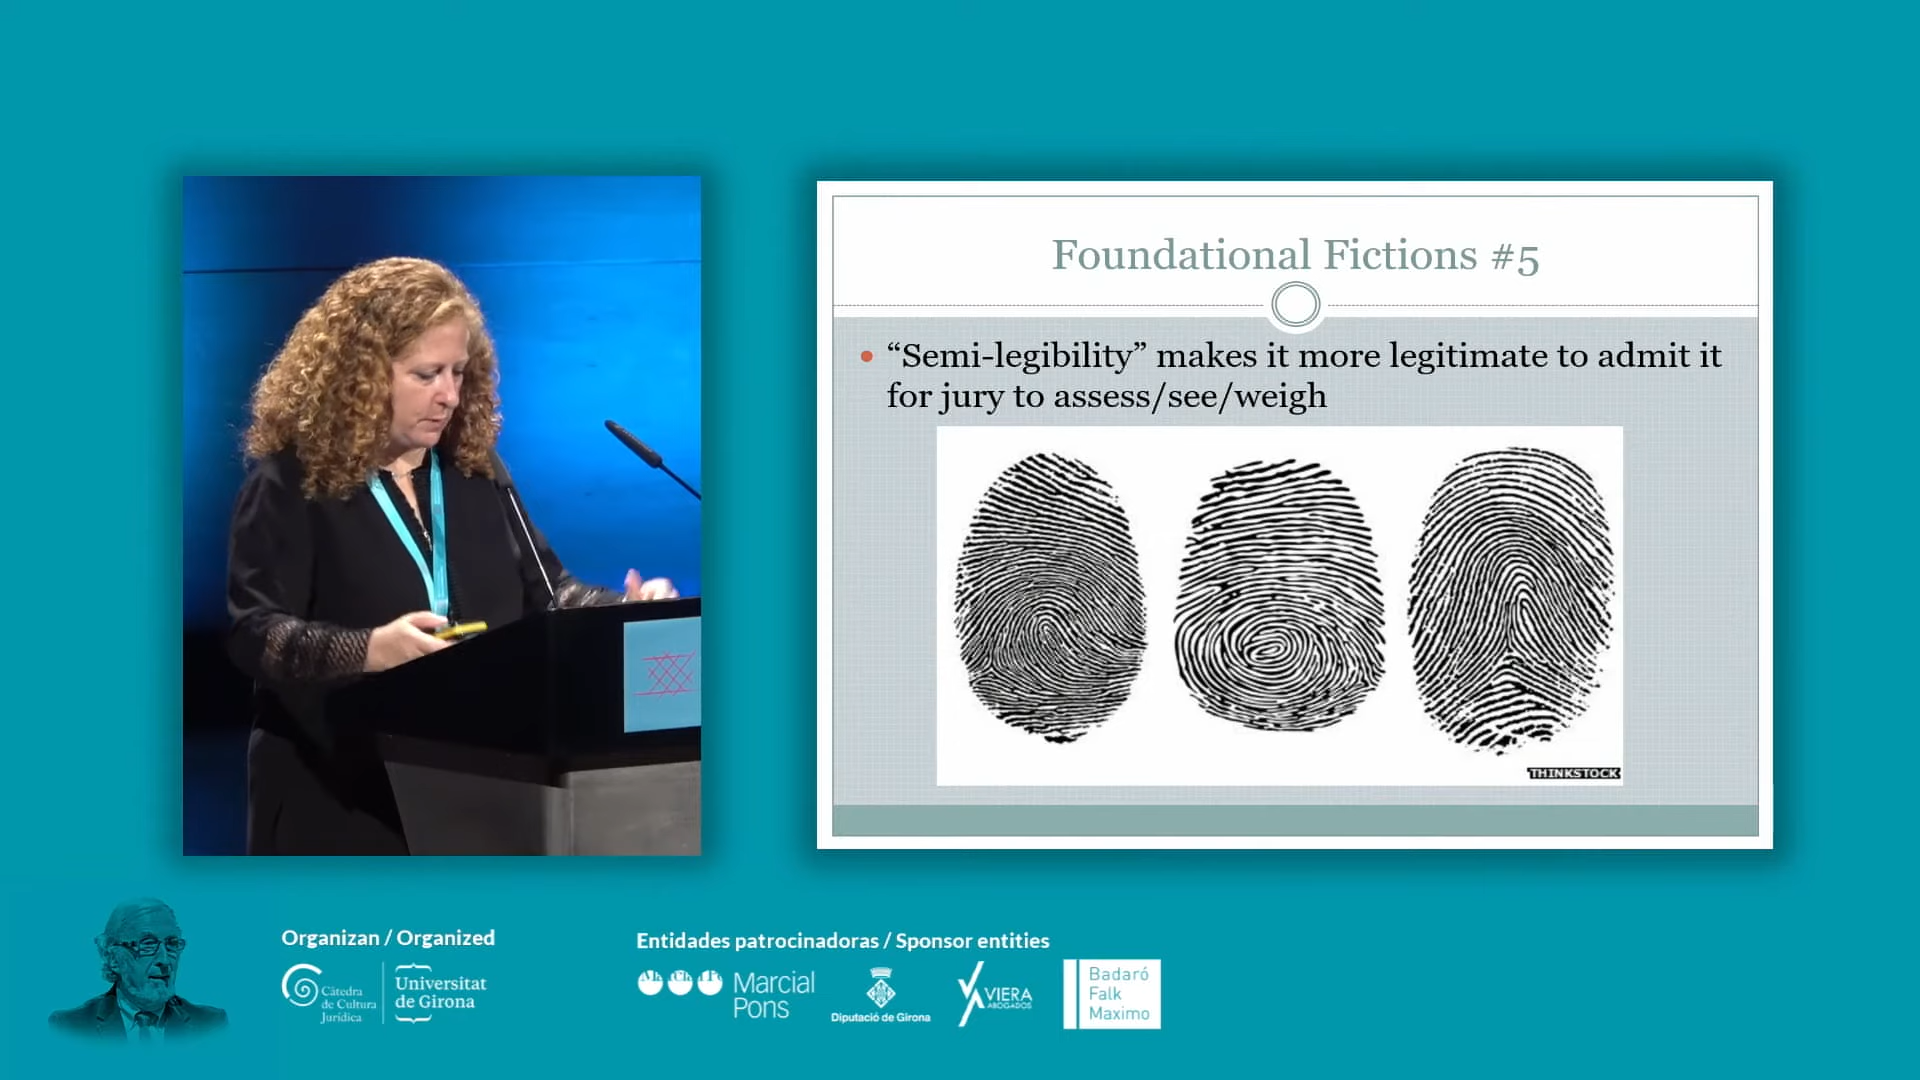 Foundational Fictions #5
“Semi-legibility” makes it more legitimate to admit it
for jury to assess/see/weigh
THINKSTOCK
Organizan / Organized
Càtedra
de Cultura
Jurídica
Universitat
de Girona
Entidades patrocinadoras / Sponsor entities
Marcial
Pons
Diputació de Girona
VIERA
ABOGADOS
Badaró
Falk
Maximo